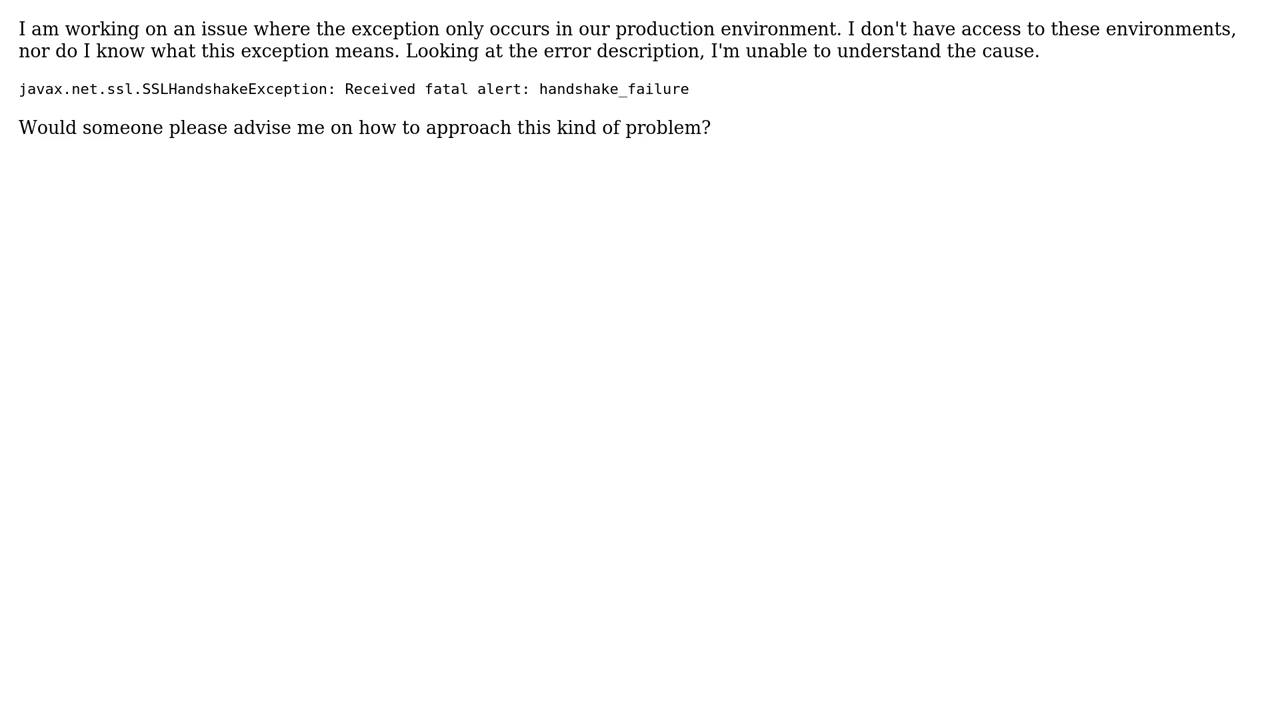 I am working on an issue where the exception only occurs in our production environment. I don't have access to these environments,
nor do I know what this exception means. Looking at the error description, I'm unable to understand the cause.
javax.net.ssl.SSLHandshakeException: Received fatal alert: handshake_failure
Would someone please advise me on how to approach this kind of problem?